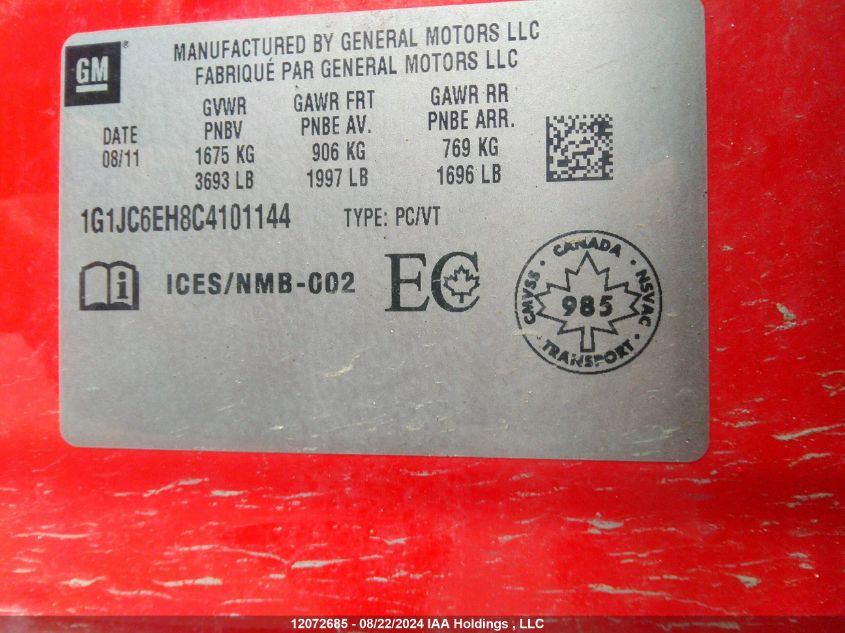 GM®
MANUFACTURED BY GENERAL MOTORS LLC
FABRIQUÉ PAR GENERAL MOTORS LLC
GVWR GAWR FRT GAWR RR
DATE PNBV PNBE AV. PNBE ARR.
08/11 1675 KG 906 KG 769 KG
3693 LB 1997 LB 1696 LB
1G1JC6EH8C4101144 TYPE: PC/VT
i ICES/NMB-002 EC
CANADA
CMVSS 985 NSVAC
TRANSPORT
12072685 - 08/22/2024 IAA Holdings , LLC